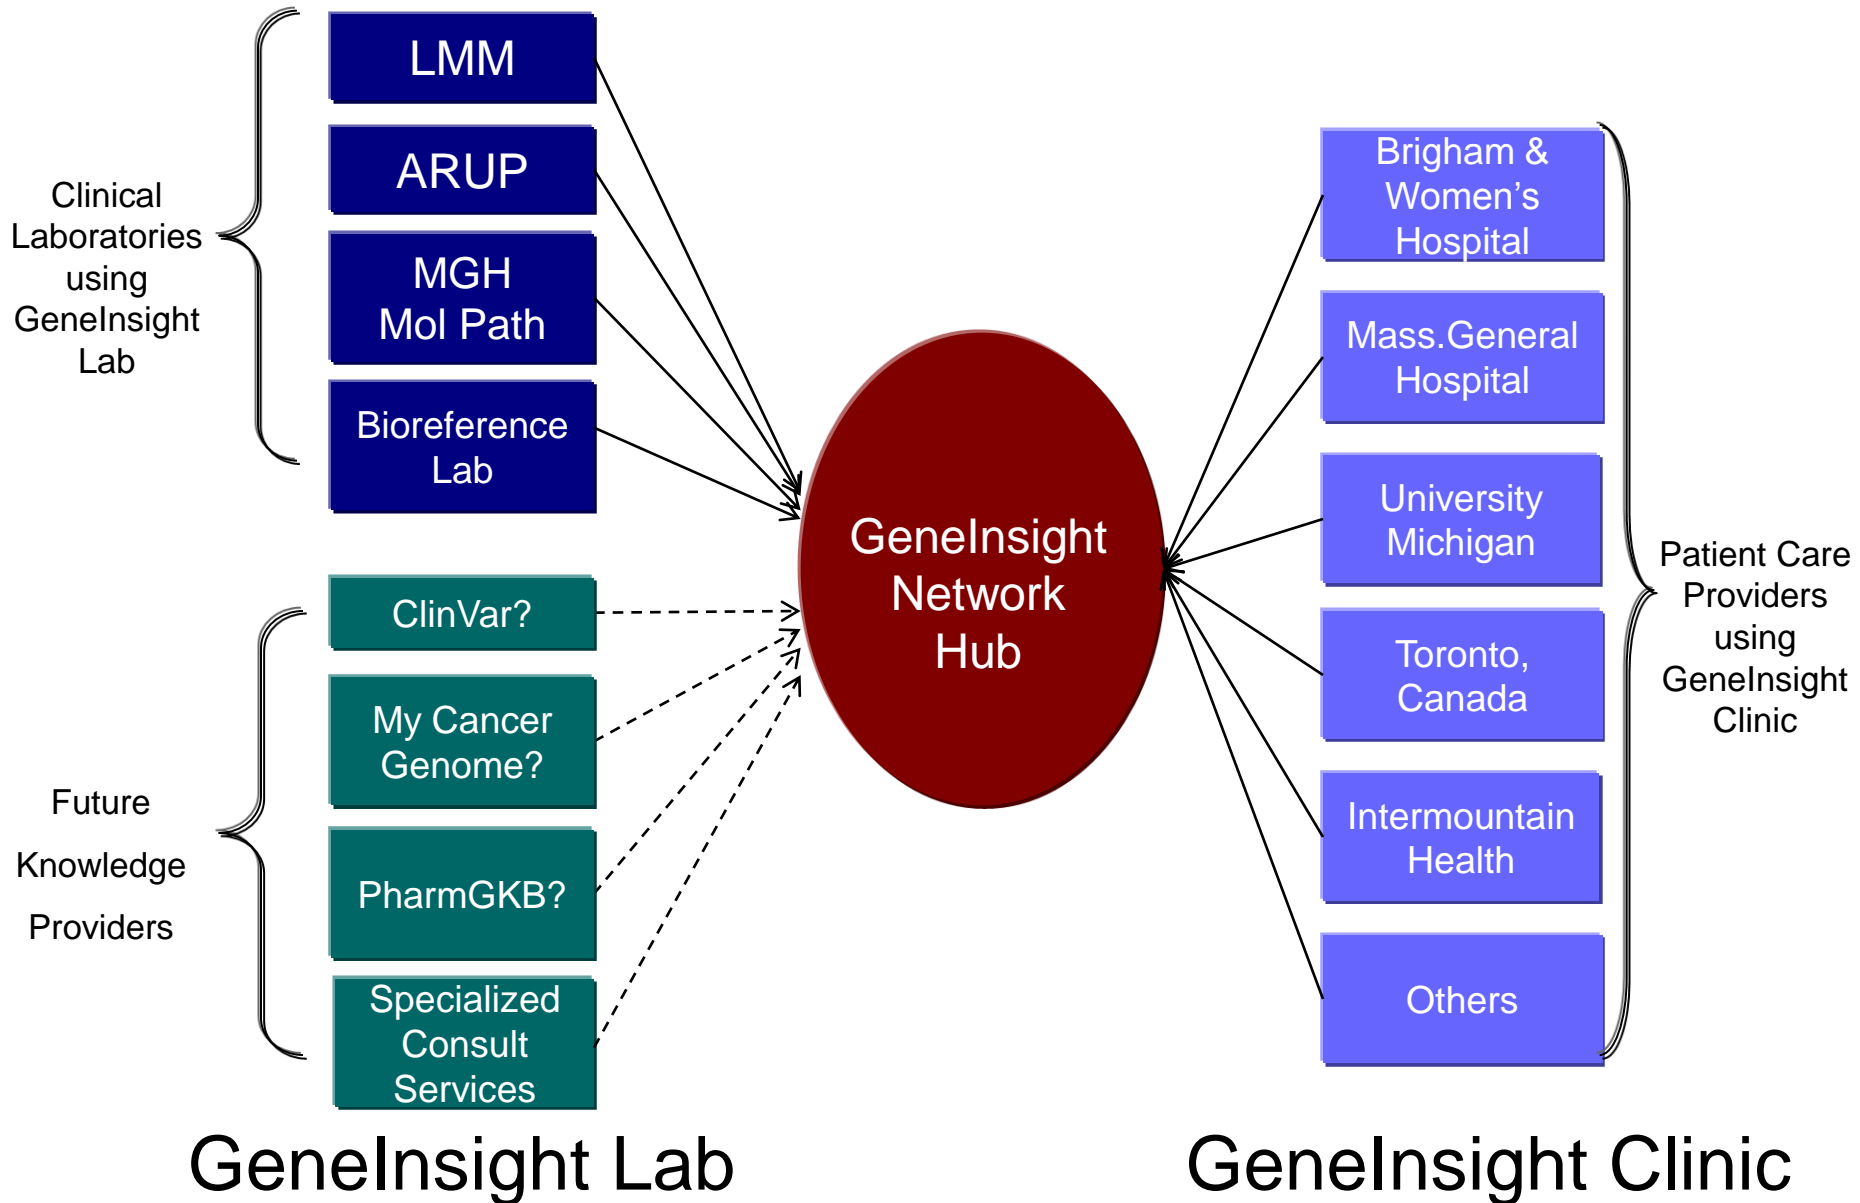 Clinical
Laboratories
using
GeneInsight
Lab
LMM
ARUP
MGH
Mol Path
Bioreference
Lab
Future
Knowledge
Providers
ClinVar?
My Cancer
Genome?
PharmGKB?
Specialized
Consult
Services
GeneInsight
Network
Hub
Brigham &
Women’s
Hospital
Mass.General
Hospital
University
Michigan
Toronto,
Canada
Intermountain
Health
Others
Patient Care
Providers
using
GeneInsight
Clinic
GeneInsight Lab
GeneInsight Clinic